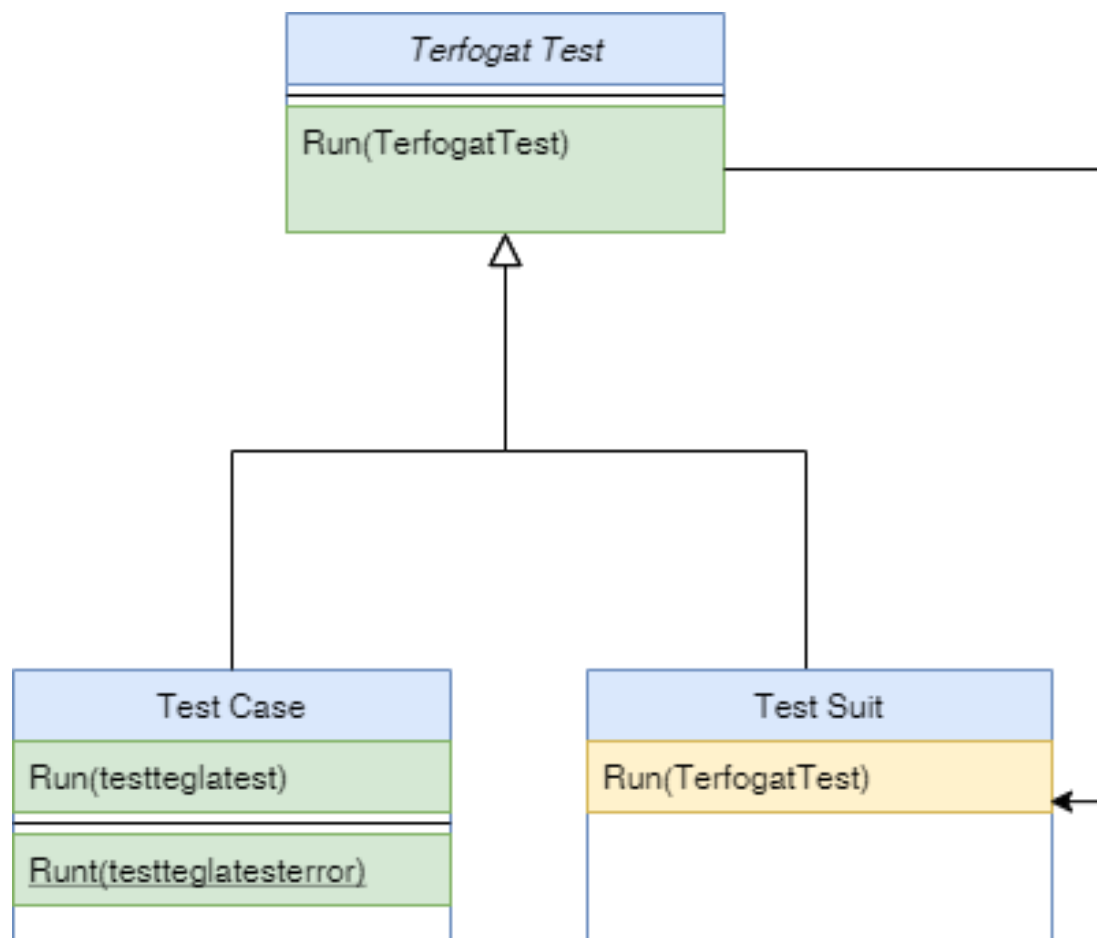 Terfogat Test
Run(TerfogatTest)
Test Case
Run(testteglatest)
Runt(testteglatesterror)
Test Suit
Run(TerfogatTest)